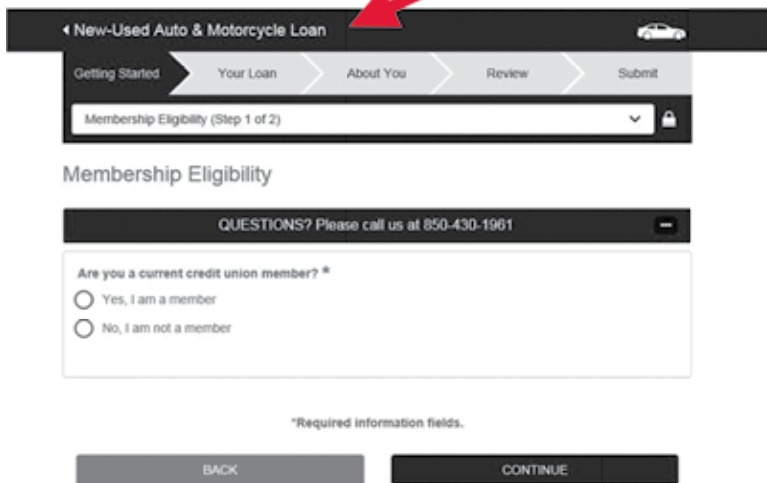 New-Used Auto & Motorcycle Loan
Getting Started Your Loan About You Review Submit
Membership Eligibility (Step 1 of 2)
Membership Eligibility
QUESTIONS? Please call us at 850-430-1961
Are you a current credit union member? *
Yes, I am a member
No, I am not a member
*Required information fields.
BACK CONTINUE